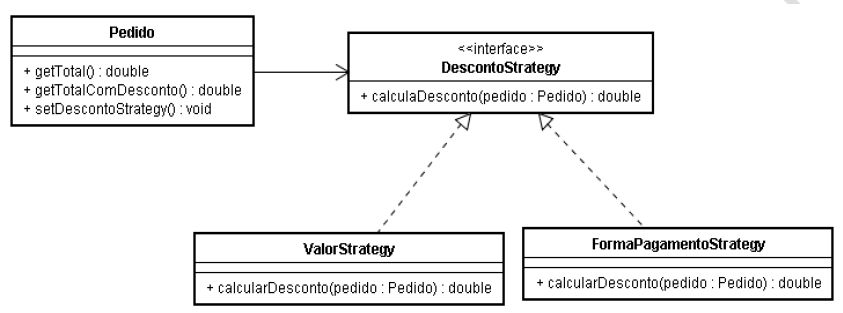 Pedido
+ getTotal() : double
+ getTotalComDesconto() : double
+ setDescontoStrategy() : void
<<interface>>
DescontoStrategy
+ calculaDesconto(pedido : Pedido) : double
ValorStrategy
+ calcularDesconto(pedido : Pedido) : double
FormaPagamentoStrategy
+ calcularDesconto(pedido : Pedido) : double